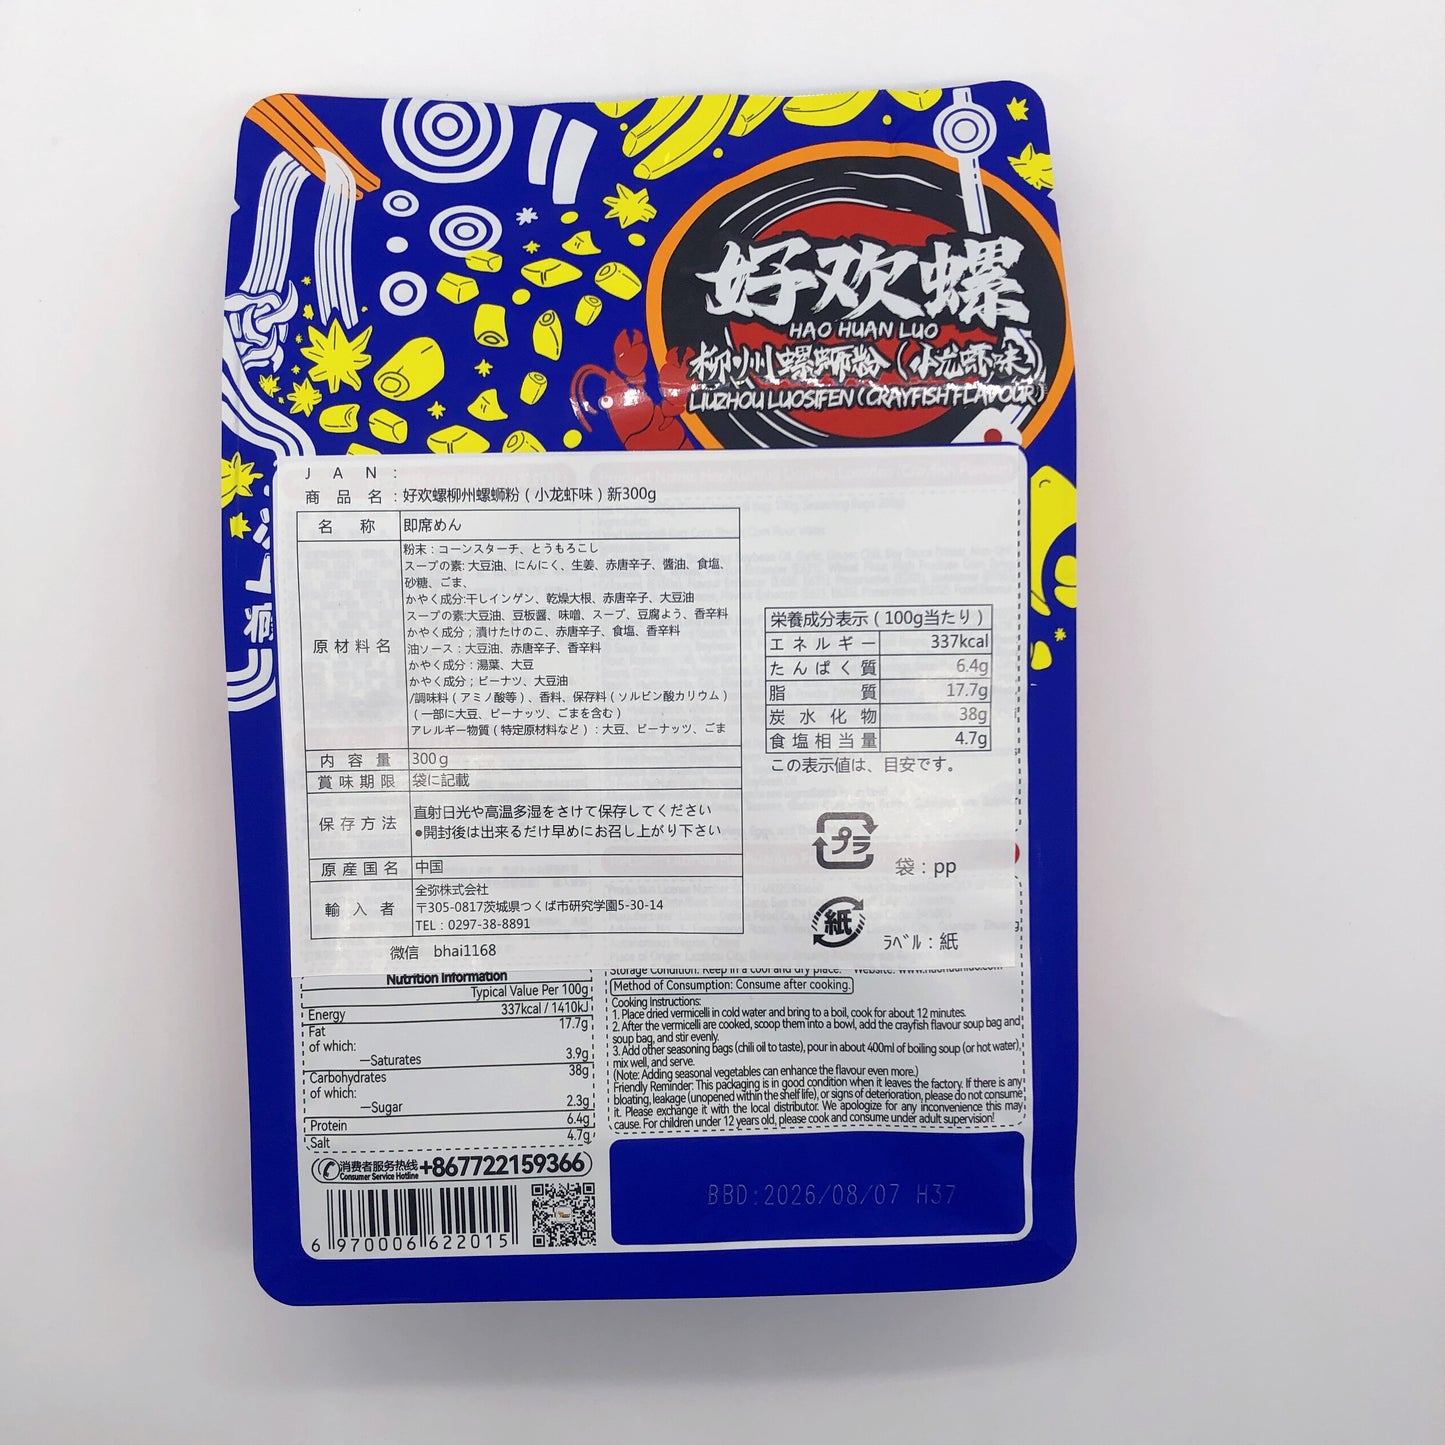 好欢螺
HAO HUAN LUO
柳州螺蛳粉（小龙虾味）
LIUZHOU LUOSIFEN (CRAYFISH FLAVOUR)
JAN:
商品名:好欢螺柳州螺蛳粉（小龙虾味）新300g
名称 即席めん
原材料名
粉末：コーンスターチ、とうもろこし
スープの素: 大豆油、にんにく、生姜、赤唐辛子、醤油、食塩、
砂糖、ごま、
かやく成分:干しインゲン、乾燥大根、赤唐辛子、大豆油
スープの素:大豆油、豆板醤、味噌、スープ、豆腐よう、香辛料
かやく成分；漬けたけのこ、赤唐辛子、食塩、香辛料
油ソース：大豆油、赤唐辛子、香辛料
かやく成分：湯葉、大豆
かやく成分；ピーナツ、大豆油
/調味料（アミノ酸等）、香料、保存料（ソルビン酸カリウム）
（一部に大豆、ピーナッツ、ごまを含む）
アレルギー物質（特定原材料など）：大豆、ピーナッツ、ごま
内容量 300g
賞味期限 袋に記載
保存方法
直射日光や高温多湿をさけて保存してください
●開封後は出来るだけ早めにお召し上がり下さい
原産国名 中国
輸入者
全弥株式会社
〒305-0817茨城県つくば市研究学園5-30-14
TEL：0297-38-8891
微信 bhai1168
栄養成分表示（100g当たり）
エネルギー 337kcal
たんぱく質 6.4g
脂質 17.7g
炭水化物 38g
食塩相当量 4.7g
この表示値は、目安です。
プラ
袋：pp
紙
ﾗﾍﾞﾙ：紙
Nutrition Information
Typical Value Per 100g
Energy 337kcal / 1410kJ
Fat 17.7g
of which:
—Saturates 3.9g
Carbohydrates 38g
of which:
—Sugar 2.3g
Protein 6.4g
Salt 4.7g
消费者服务热线 +867722159366
Consumer Service Hotline
6 970006 622015
Storage Condition: Keep in a cool and dry place. Website: www.haohuanluo.com
Method of Consumption: Consume after cooking.
Cooking Instructions:
1. Place dried vermicelli in cold water and bring to a boil, cook for about 12 minutes.
2. After the vermicelli are cooked, scoop them into a bowl, add the crayfish flavour soup bag and
soup bag, and stir evenly.
3. Add other seasoning bags (chili oil to taste), pour in about 400ml of boiling soup (or hot water),
mix well, and serve.
(Note: Adding seasonal vegetables can enhance the flavour even more.)
Friendly Reminder: This packaging is in good condition when it leaves the factory. If there is any
bloating, leakage (unopened within the shelf life), or signs of deterioration, please do not consume
it. Please exchange it with the local distributor. We apologize for any inconvenience this may
cause. For children under 12 years old, please cook and consume under adult supervision!
BBD:2026/08/07 H37